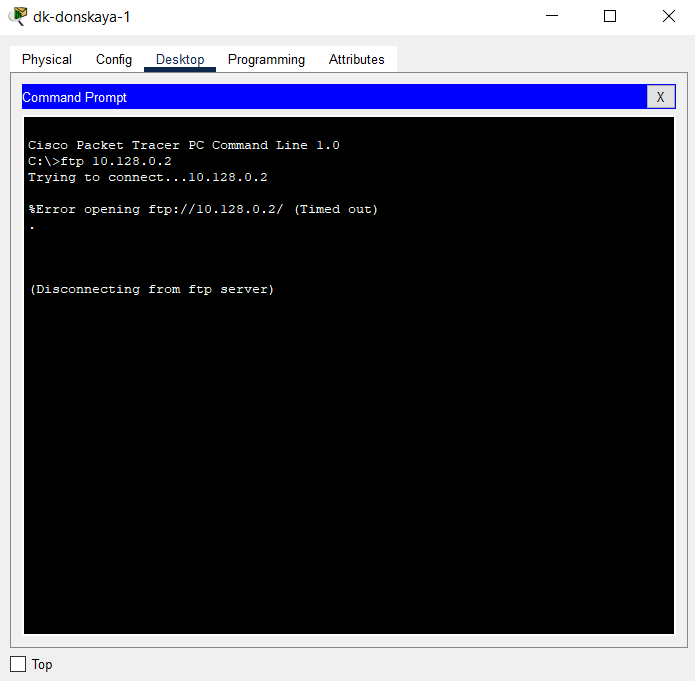 dk-donskaya-1
Physical Config Desktop Programming Attributes
Command Prompt X
Cisco Packet Tracer PC Command Line 1.0
C:\>ftp 10.128.0.2
Trying to connect...10.128.0.2
%Error opening ftp://10.128.0.2/ (Timed out)
.
(Disconnecting from ftp server)
Top